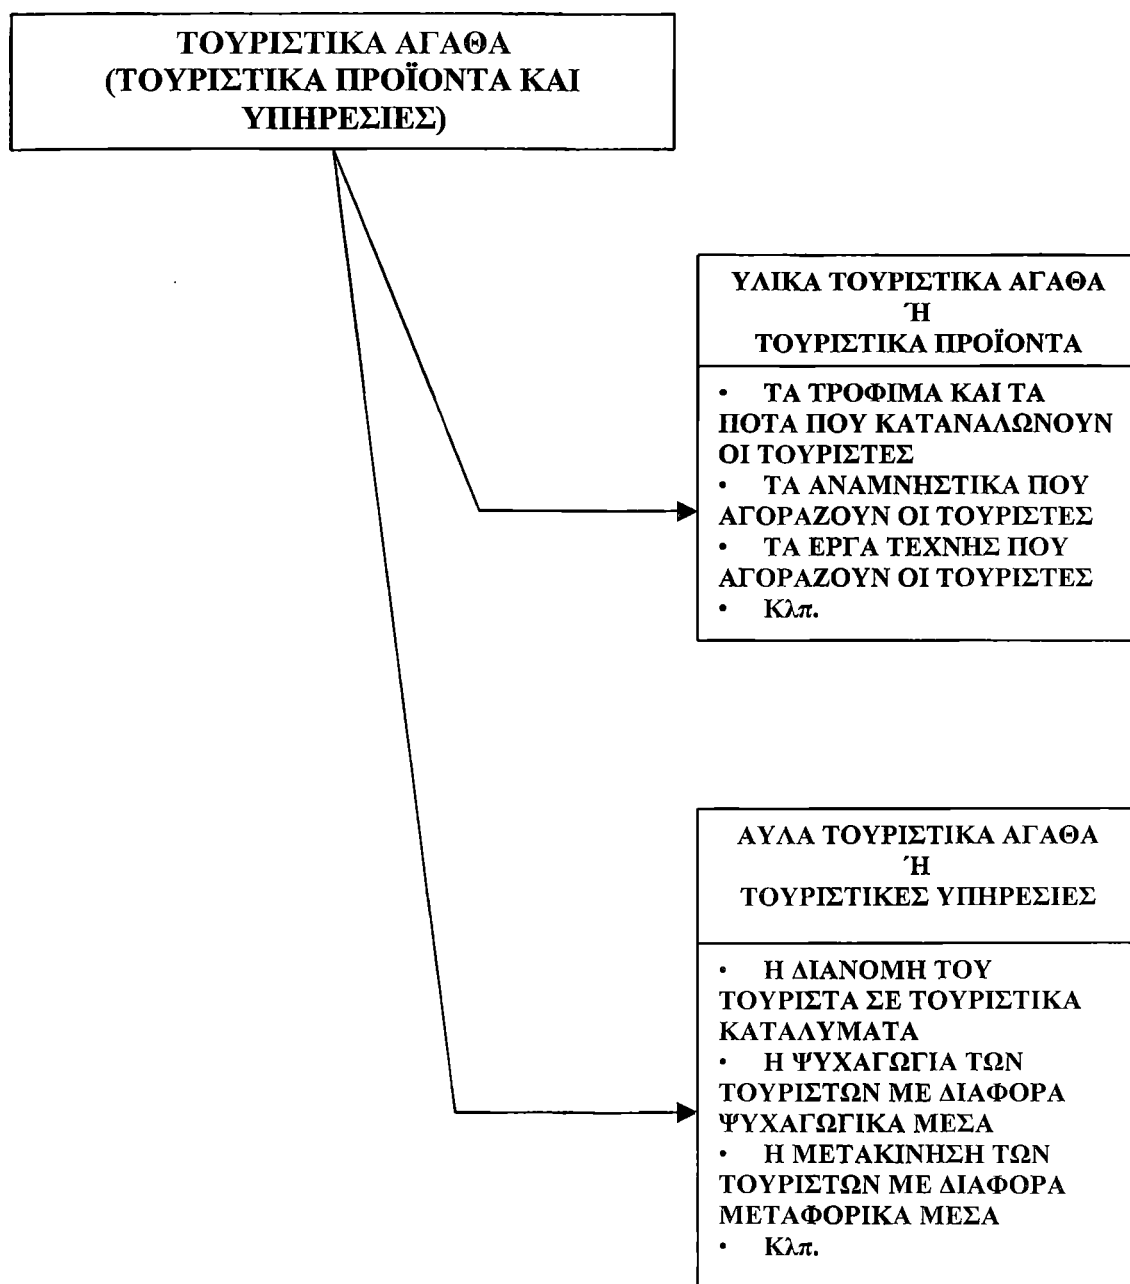 ΤΟΥΡΙΣΤΙΚΑ ΑΓΑΘΑ
(ΤΟΥΡΙΣΤΙΚΑ ΠΡΟΪΟΝΤΑ ΚΑΙ
ΥΠΗΡΕΣΙΕΣ)
ΥΛΙΚΑ ΤΟΥΡΙΣΤΙΚΑ ΑΓΑΘΑ
Ή
ΤΟΥΡΙΣΤΙΚΑ ΠΡΟΪΟΝΤΑ
• ΤΑ ΤΡΟΦΙΜΑ ΚΑΙ ΤΑ
ΠΟΤΑ ΠΟΥ ΚΑΤΑΝΑΛΩΝΟΥΝ
ΟΙ ΤΟΥΡΙΣΤΕΣ
• ΤΑ ΑΝΑΜΝΗΣΤΙΚΑ ΠΟΥ
ΑΓΟΡΑΖΟΥΝ ΟΙ ΤΟΥΡΙΣΤΕΣ
• ΤΑ ΕΡΓΑ ΤΕΧΝΗΣ ΠΟΥ
ΑΓΟΡΑΖΟΥΝ ΟΙ ΤΟΥΡΙΣΤΕΣ
• Κλπ.
ΑΥΛΑ ΤΟΥΡΙΣΤΙΚΑ ΑΓΑΘΑ
Ή
ΤΟΥΡΙΣΤΙΚΕΣ ΥΠΗΡΕΣΙΕΣ
• Η ΔΙΑΝΟΜΗ ΤΟΥ
ΤΟΥΡΙΣΤΑ ΣΕ ΤΟΥΡΙΣΤΙΚΑ
ΚΑΤΑΛΥΜΑΤΑ
• Η ΨΥΧΑΓΩΓΙΑ ΤΩΝ
ΤΟΥΡΙΣΤΩΝ ΜΕ ΔΙΑΦΟΡΑ
ΨΥΧΑΓΩΓΙΚΑ ΜΕΣΑ
• Η ΜΕΤΑΚΙΝΗΣΗ ΤΩΝ
ΤΟΥΡΙΣΤΩΝ ΜΕ ΔΙΑΦΟΡΑ
ΜΕΤΑΦΟΡΙΚΑ ΜΕΣΑ
• Κλπ.